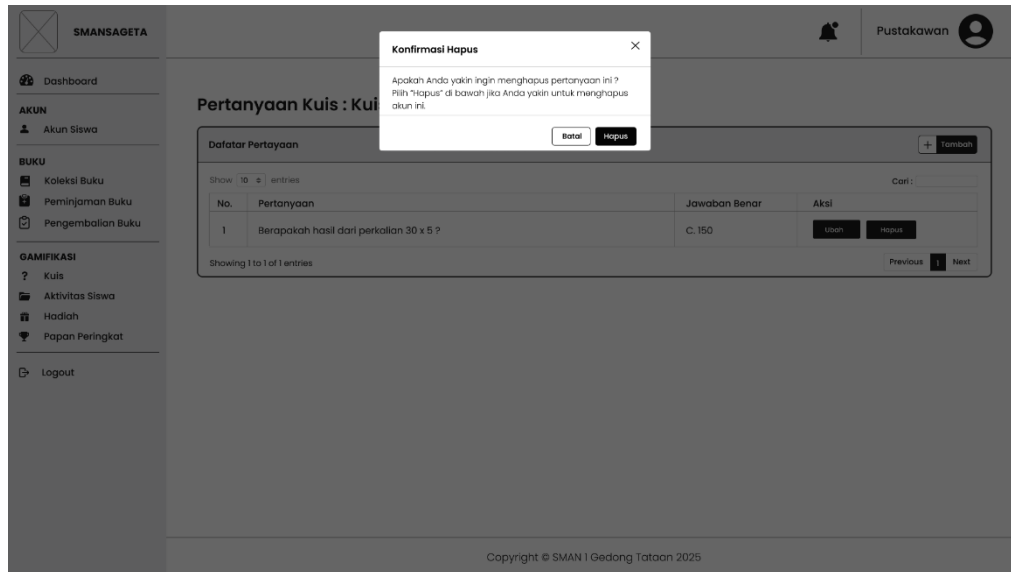 SMANSAGETA
Pustakawan
Konfirmasi Hapus
Apakah Anda yakin ingin menghapus pertanyaan ini ?
Pilih "Hapus" di bawah jika Anda yakin untuk menghapus
akun ini.
Batal Hapus
Dashboard
AKUN
Akun Siswa
BUKU
Koleksi Buku
Peminjaman Buku
Pengembalian Buku
GAMIFIKASI
? Kuis
Aktivitas Siswa
Hadiah
Papan Peringkat
Logout
Pertanyaan Kuis : Kui
Dafatar Pertayaan
+ Tambah
Show 10 entries
Cari :
No. Pertanyaan Jawaban Benar Aksi
1 Berapakah hasil dari perkalian 30 x 5 ? C. 150 Ubah Hapus
Showing 1 to 1 of 1 entries
Previous 1 Next
Copyright © SMAN 1 Gedong Tataan 2025